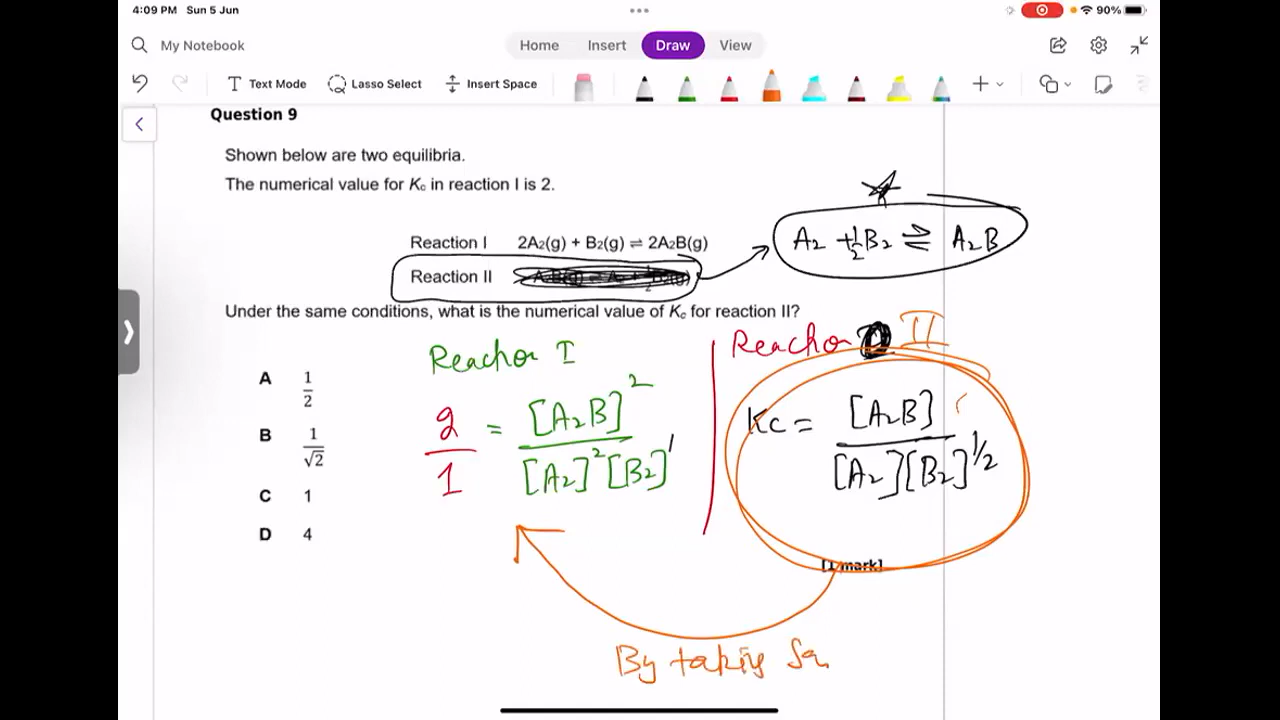 4:09 PM Sun 5 Jun
90%
My Notebook
Home Insert Draw View
Text Mode Lasso Select Insert Space
Question 9
Shown below are two equilibria.
The numerical value for Kc in reaction I is 2.
A₂ + ½B₂ ⇌ A₂B
Reaction I 2A₂(g) + B₂(g) ⇌ 2A₂B(g)
Reaction II
Under the same conditions, what is the numerical value of Kc for reaction II?
Reaction I
Reaction II
A 1/2
B 1/√2
C 1
D 4
2/1 = [A₂B]²/[A₂]²[B₂]¹
Kc = [A₂B]/[A₂][B₂]^1/2
[1 mark]
By taking Sq